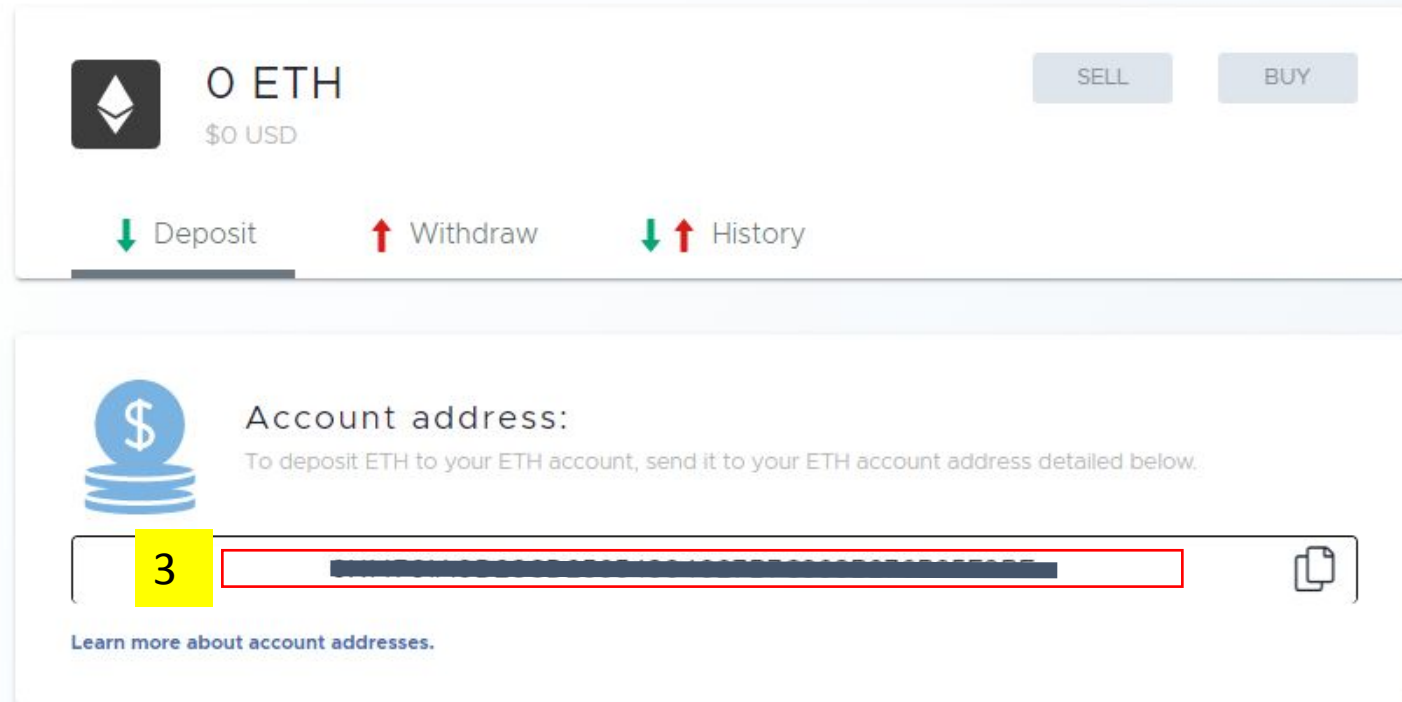 0 ETH
SELL
BUY
$0 USD
Deposit
Withdraw
History
$
Account address:
To deposit ETH to your ETH account, send it to your ETH account address detailed below.
3
Learn more about account addresses.